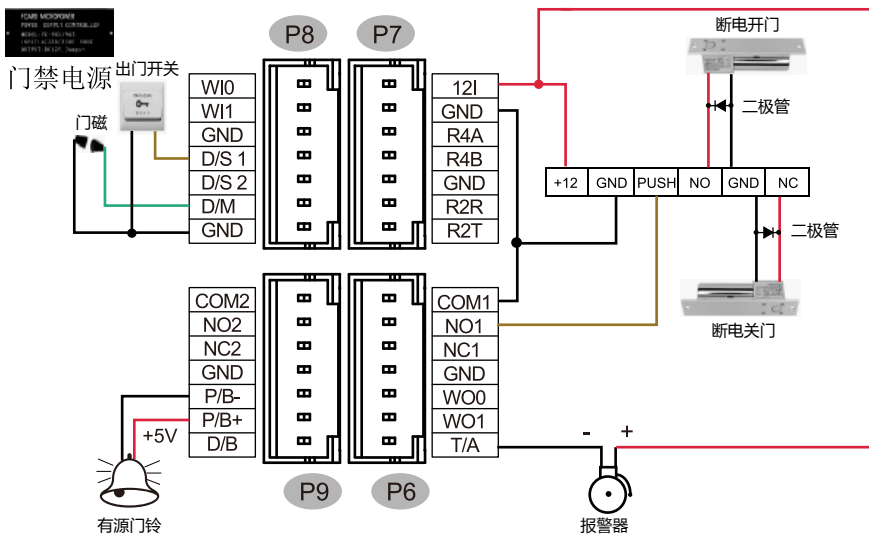 门禁电源
出门开关
门磁
P8
P7
WI0
WI1
GND
D/S 1
D/S 2
D/M
GND
12I
GND
R4A
R4B
GND
R2R
R2T
断电开门
二极管
+12 GND PUSH NO GND NC
二极管
断电关门
COM2
NO2
NC2
GND
P/B-
P/B+
D/B
COM1
NO1
NC1
GND
WO0
WO1
T/A
+5V
- +
P9
P6
有源门铃
报警器